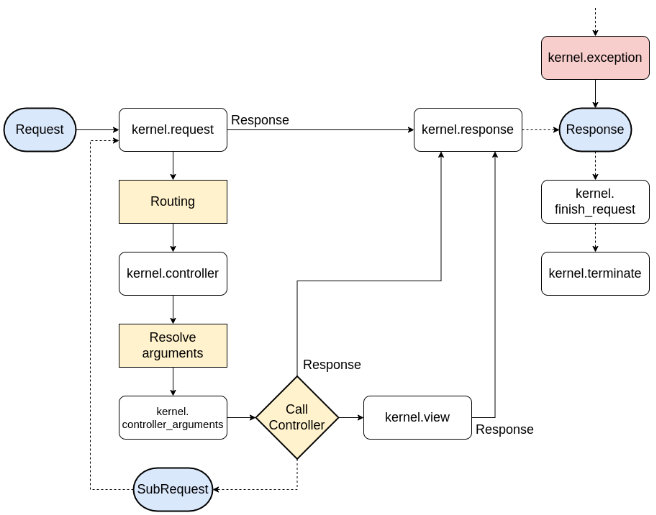 kernel.exception
Request
kernel.request
Response
kernel.response
Response
Routing
kernel.
finish_request
kernel.controller
kernel.terminate
Resolve
arguments
Response
kernel.
controller_arguments
Call
Controller
kernel.view
Response
SubRequest